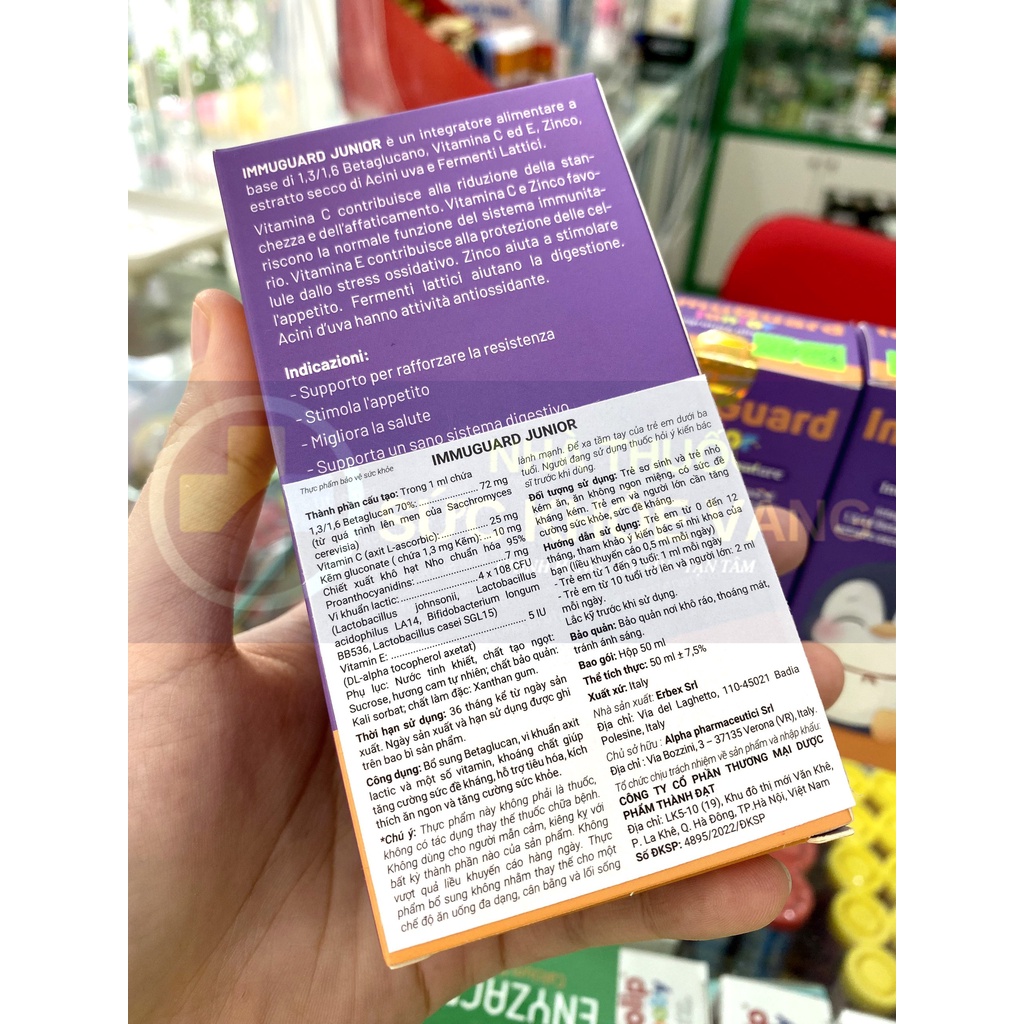 IMMUGUARD JUNIOR è un integratore alimentare a
base di 1,3/1,6 Betaglucano, Vitamina C ed E, Zinco,
estratto secco di Acini uva e Fermenti Lattici.
Vitamina C contribuisce alla riduzione della stan-
chezza e dell'affaticamento. Vitamina C e Zinco favo-
riscono la normale funzione del sistema immunita-
rio. Vitamina E contribuisce alla protezione delle cel-
lule dallo stress ossidativo. Zinco aiuta a stimolare
l'appetito. Fermenti lattici aiutano la digestione.
Acini d'uva hanno attività antiossidante.
Indicazioni:
- Supporto per rafforzare la resistenza
- Stimola l'appetito
- Migliora la salute
- Supporta un sano sistema digestivo
Thực phẩm bảo vệ sức khỏe
IMMUGUARD JUNIOR
Thành phần cấu tạo: Trong 1 ml chứa
1,3/1,6 Betaglucan 70%: 72 mg
(từ quá trình lên men của Sacchromyces
cerevisia)
Vitamin C (axit L-ascorbic) 25 mg
Kẽm gluconate ( chứa 1,3 mg Kẽm) 10 mg
Chiết xuất khô hạt Nho chuẩn hóa 95%
Proanthocyanidins: 7 mg
Vi khuẩn lactic: 4 x 108 CFU
(Lactobacillus johnsonii, Lactobacillus
acidophilus LA14, Bifidobacterium longum
BB536, Lactobacillus casei SGL15)
Vitamin E: 5 IU
(DL-alpha tocopherol axetat)
Phụ lục: Nước tinh khiết, chất tạo ngọt:
Sucrose, hương cam tự nhiên; chất bảo quản:
Kali sorbat; chất làm đặc: Xanthan gum.
Thời hạn sử dụng: 36 tháng kể từ ngày sản
xuất. Ngày sản xuất và hạn sử dụng được ghi
trên bao bì sản phẩm.
Công dụng: Bổ sung Betaglucan, vi khuẩn axit
lactic và một số vitamin, khoáng chất giúp
tăng cường sức đề kháng, hỗ trợ tiêu hóa, kích
thích ăn ngon và tăng cường sức khỏe.
*Chú ý: Thực phẩm này không phải là thuốc,
không có tác dụng thay thế thuốc chữa bệnh.
Không dùng cho người mẫn cảm, kiêng kỵ với
bất kỳ thành phần nào của sản phẩm. Không
vượt quá liều khuyến cáo hàng ngày. Thực
phẩm bổ sung không nhằm thay thế cho một
chế độ ăn uống đa dạng, cân bằng và lối sống
lành mạnh. Để xa tầm tay của trẻ em dưới ba
tuổi. Người đang sử dụng thuốc hỏi ý kiến bác
sĩ trước khi dùng.
Đối tượng sử dụng: Trẻ sơ sinh và trẻ nhỏ
kém ăn, ăn không ngon miệng, có sức đề
kháng kém. Trẻ em và người lớn cần tăng
cường sức khỏe, sức đề kháng.
Hướng dẫn sử dụng: Trẻ em từ 0 đến 12
tháng, tham khảo ý kiến bác sĩ nhi khoa của
bạn (liều khuyến cáo 0,5 ml mỗi ngày)
- Trẻ em từ 1 đến 9 tuổi: 1 ml mỗi ngày
- Trẻ em từ 10 tuổi trở lên và người lớn: 2 ml
mỗi ngày.
Lắc kỹ trước khi sử dụng.
Bảo quản: Bảo quản nơi khô ráo, thoáng mát,
tránh ánh sáng.
Bao gói: Hộp 50 ml
Thể tích thực: 50 ml ± 7,5%
Xuất xứ: Italy
Nhà sản xuất: Erbex Srl
Địa chỉ: Via del Laghetto, 110-45021 Badia
Polesine, Italy
Chủ sở hữu : Alpha pharmaceutici Srl
Địa chỉ : Via Bozzini, 3 – 37135 Verona (VR), Italy.
Tổ chức chịu trách nhiệm về sản phẩm và nhập khẩu
CÔNG TY CỔ PHẦN THƯƠNG MẠI DƯỢC
PHẨM THÀNH ĐẠT
Địa chỉ: LK5-10 (19), Khu đô thị mới Văn Khê,
P. La Khê, Q. Hà Đông, TP.Hà Nội, Việt Nam
Số ĐKSP: 4895/2022/ĐKSP
NHÀ THUỐC
SỨC KHỎE VÀNG
TẬN TÂM
ImmuGuard
Guard
ENYZAC